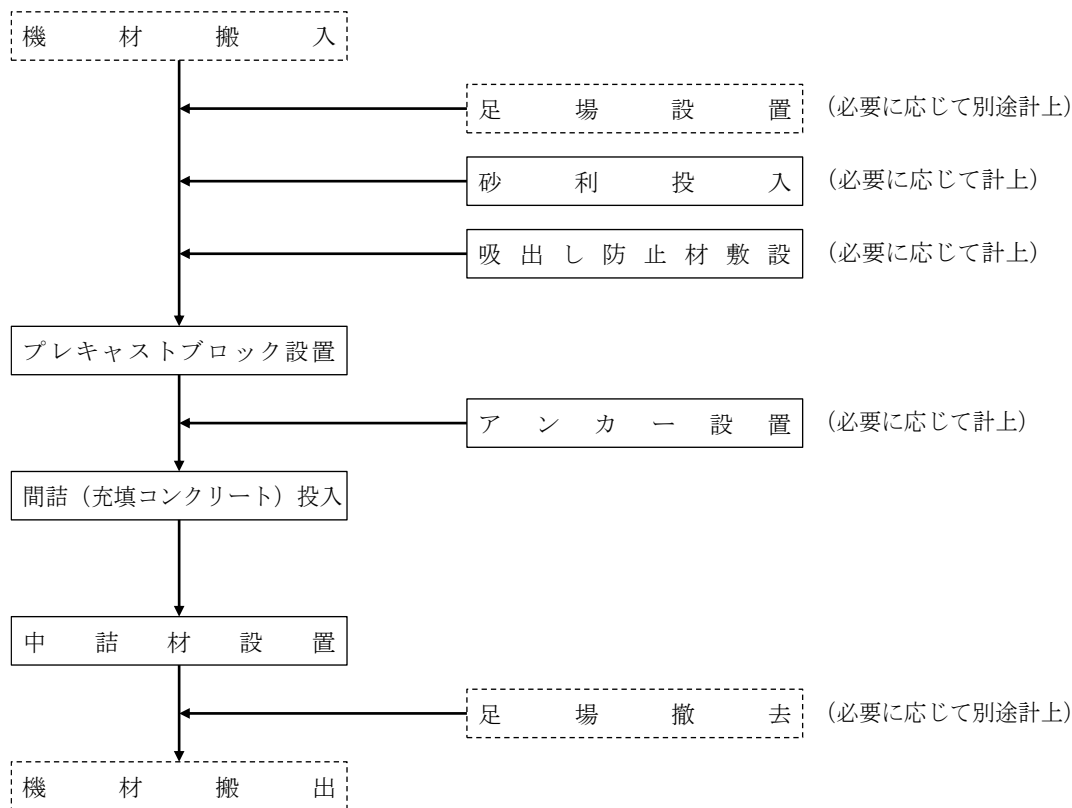 機材搬入
足場設置 (必要に応じて別途計上)
砂利投入 (必要に応じて計上)
吸出し防止材敷設 (必要に応じて計上)
プレキャストブロック設置
アンカー設置 (必要に応じて計上)
間詰（充填コンクリート）投入
中詰材設置
足場撤去 (必要に応じて別途計上)
機材搬出